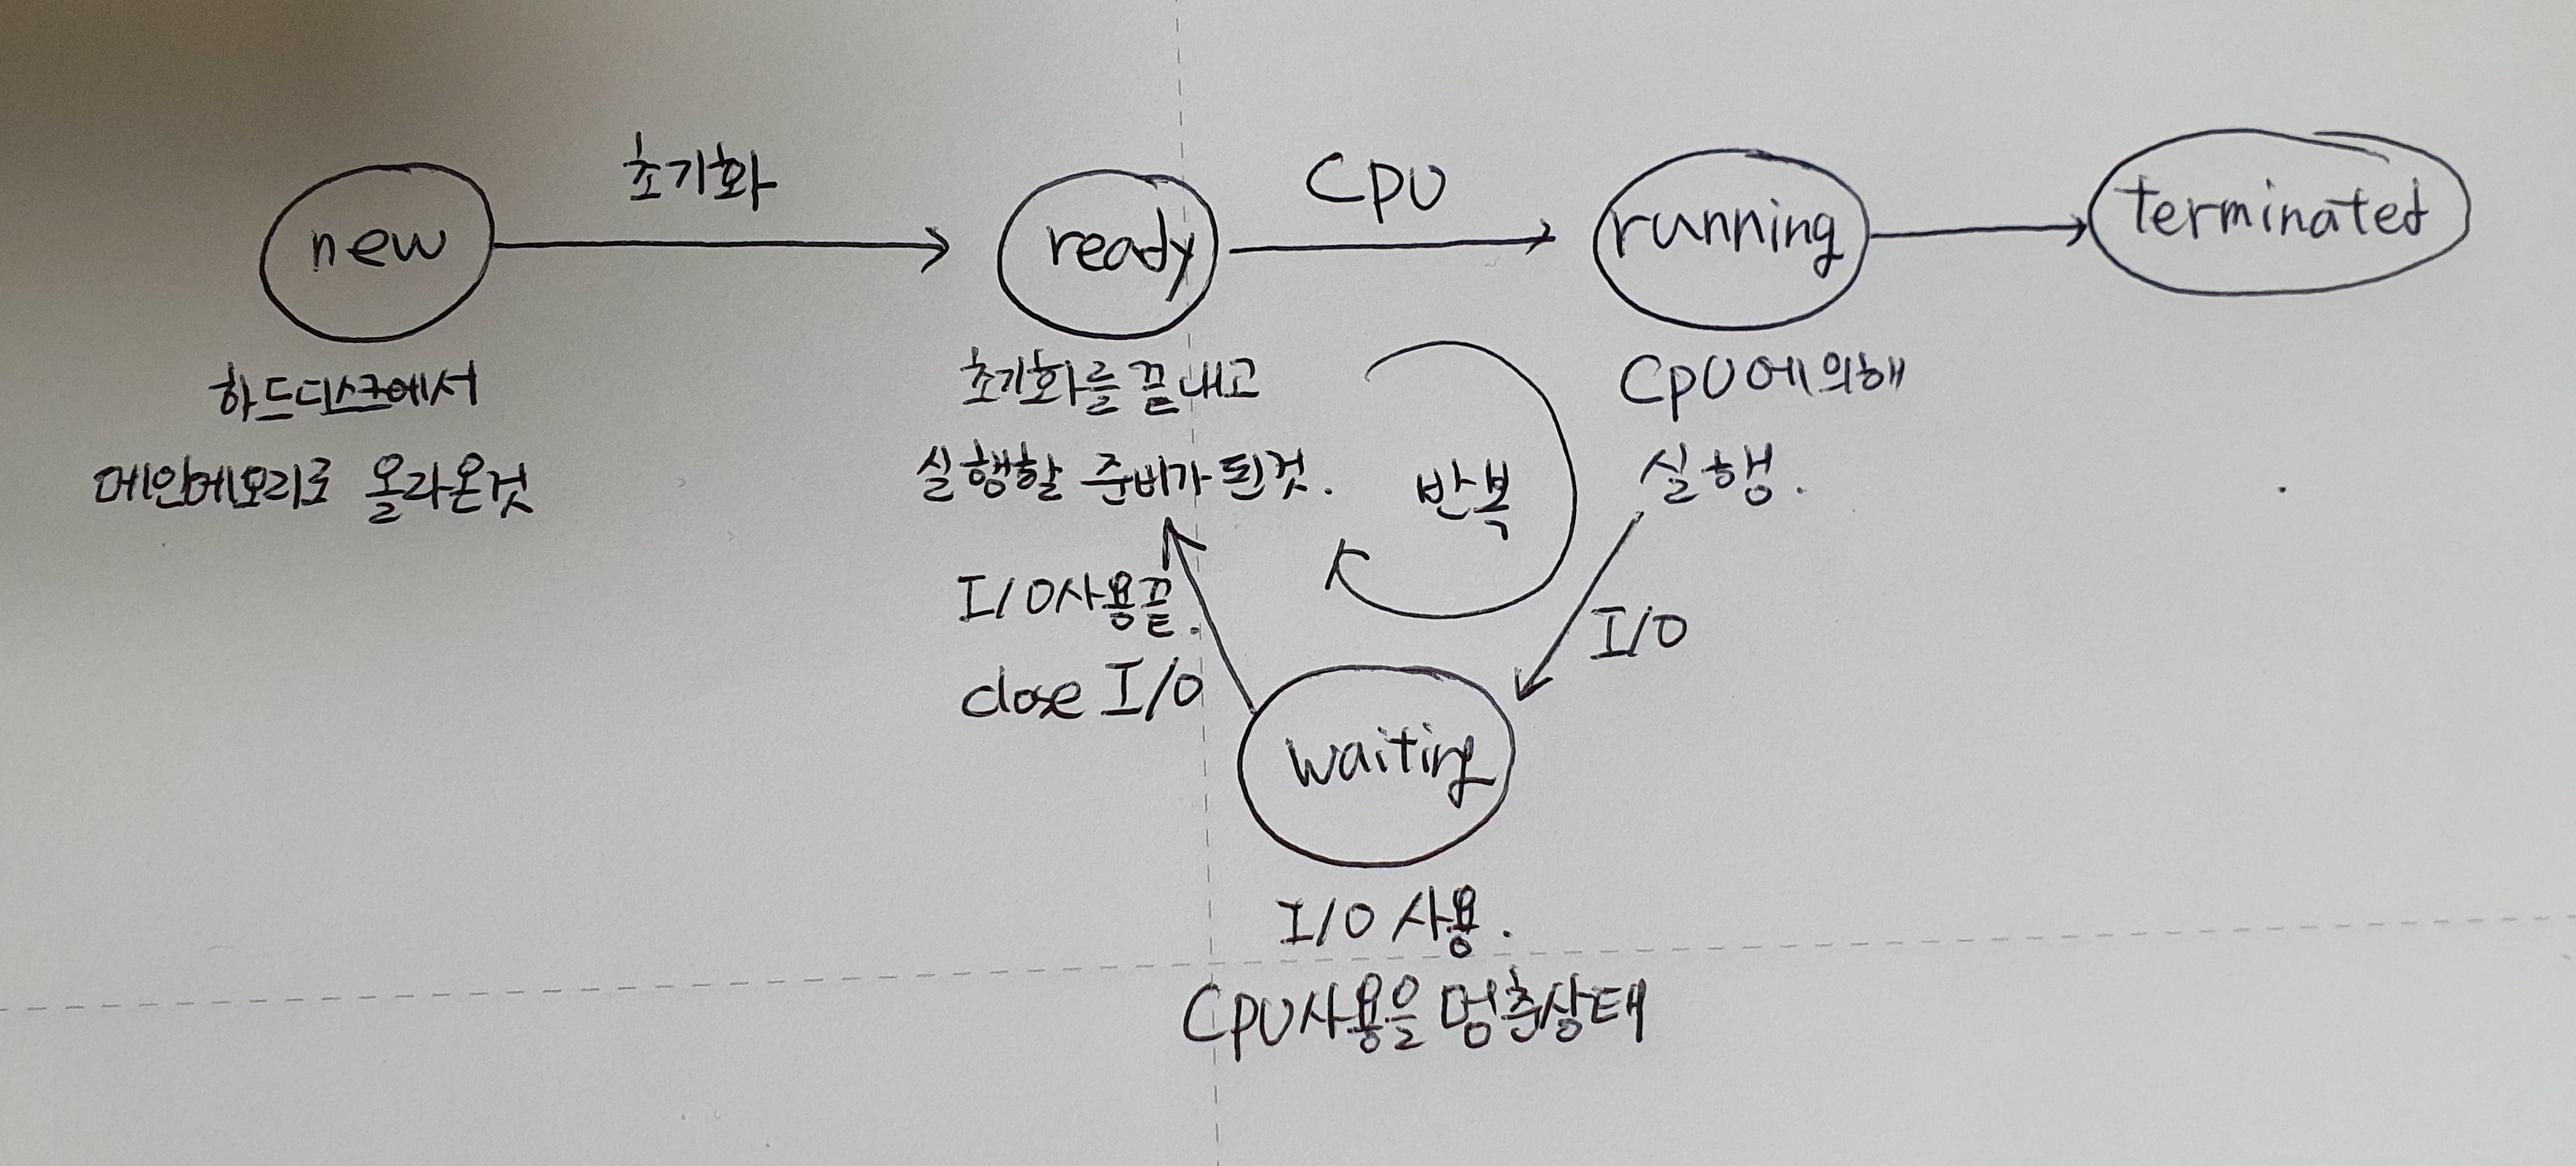 초기화
CPU
new
ready
running
terminated
하드디스크에서
메인메모리로 올라온것
초기화를 끝내고
실행할 준비가 된것.
반복
CPU에 의해
실행.
I/O사용끝.
close I/O
I/O
waiting
I/O 사용.
CPU사용을 멈춘상태